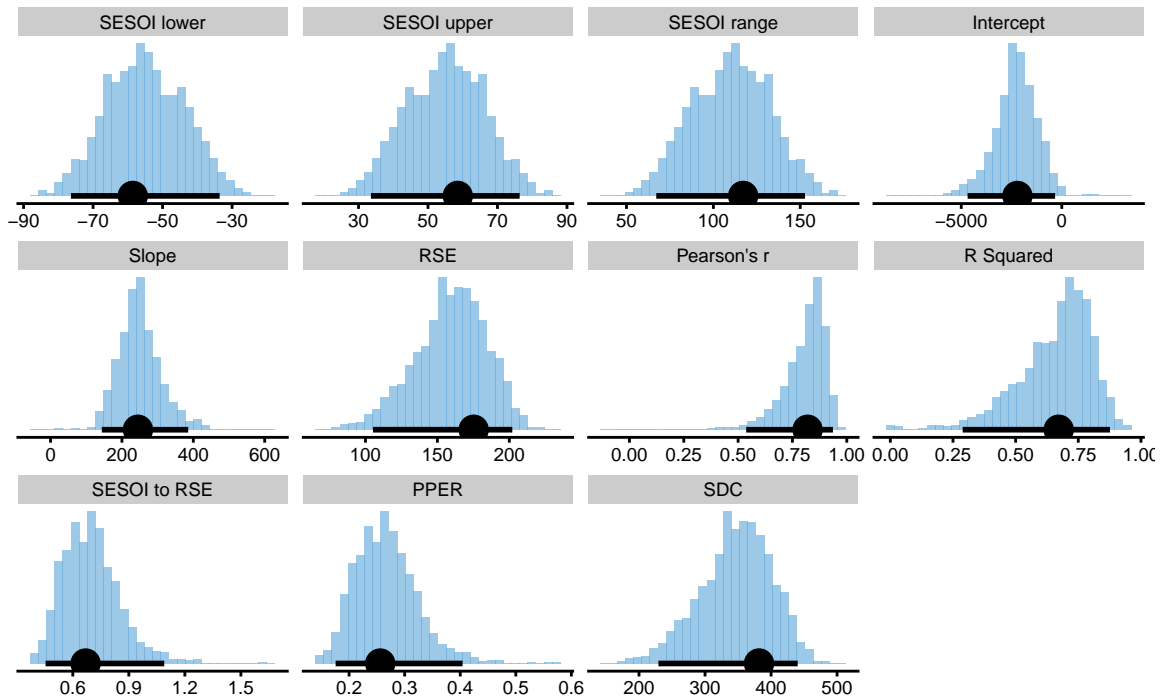 SESOI lower SESOI upper SESOI range Intercept
−90 −70 −50 −30 30 50 70 90 50 100 150 −5000 0
Slope RSE Pearson's r R Squared
0 200 400 600 100 150 200 0.00 0.25 0.50 0.75 1.00 0.00 0.25 0.50 0.75 1.00
SESOI to RSE PPER SDC
0.6 0.9 1.2 1.5 0.2 0.3 0.4 0.5 0.6 200 300 400 500